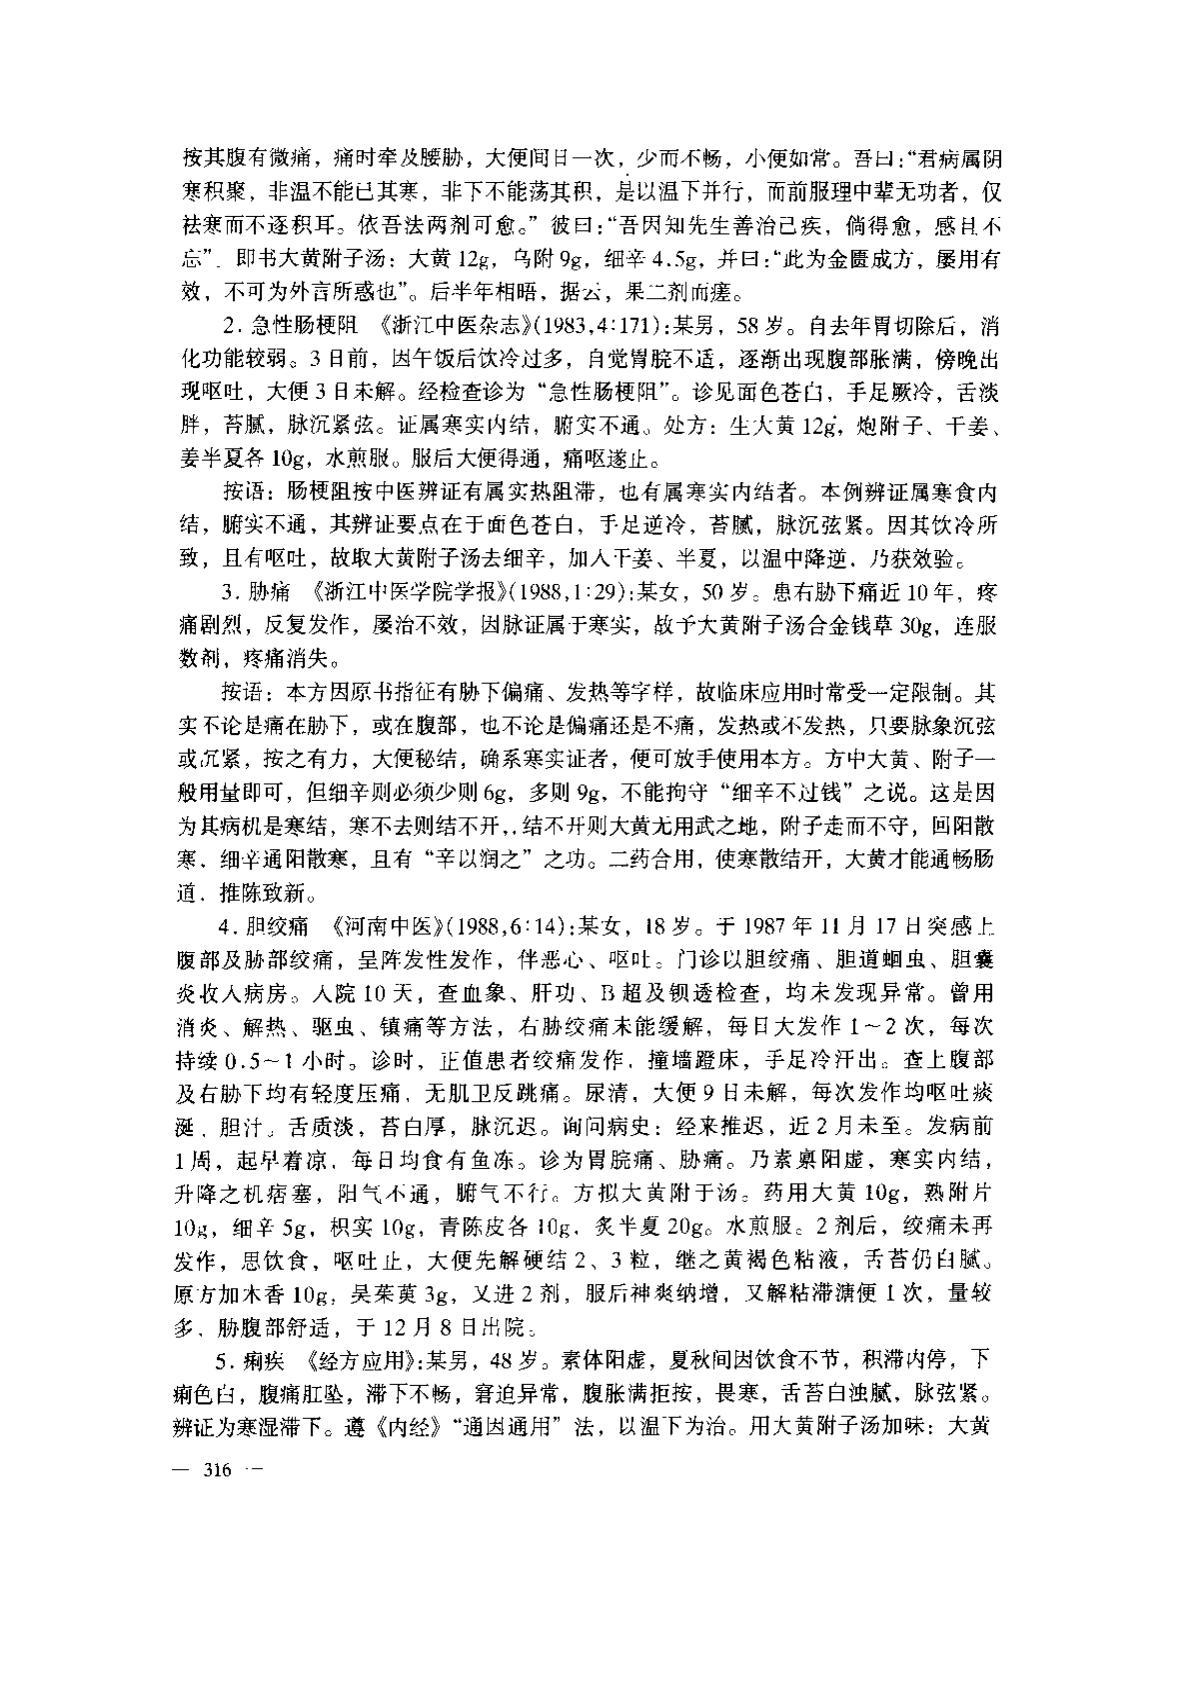 按其腹有微痛，痛时牵及腰胁，大便间日一次，少而不畅，小便如常。吾曰：“君病属阴
寒积聚，非温不能已其寒，非下不能荡其积，是以温下并行，而前服理中辈无功者，仅
祛寒而不逐积耳。依吾法两剂可愈。”彼曰：“吾因知先生善治已疾，倘得愈，感且不
忘”．即书大黄附子汤：大黄 12g，乌附 9g，细辛 4.5g，并曰：“此为金匮成方，屡用有
效，不可为外言所惑也”。后半年相晤，据云，果二剂而瘥。
2．急性肠梗阻 《浙江中医杂志》(1983,4:171)：某男，58 岁。自去年胃切除后，消
化功能较弱。3 日前，因午饭后饮冷过多，自觉胃脘不适，逐渐出现腹部胀满，傍晚出
现呕吐，大便 3 日未解。经检查诊为“急性肠梗阻”。诊见面色苍白，手足厥冷，舌淡
胖，苔腻，脉沉紧弦。证属寒实内结，腑实不通。处方：生大黄 12g，炮附子、干姜、
姜半夏各 10g，水煎服。服后大便得通，痛呕遂止。
按语：肠梗阻按中医辨证有属实热阻滞，也有属寒实内结者。本例辨证属寒食内
结，腑实不通，其辨证要点在于面色苍白，手足逆冷，苔腻，脉沉弦紧。因其饮冷所
致，且有呕吐，故取大黄附子汤去细辛，加入干姜、半夏，以温中降逆．乃获效验。
3．胁痛 《浙江中医学院学报》(1988,1:29)：某女，50 岁。患右胁下痛近 10 年，疼
痛剧烈，反复发作，屡治不效，因脉证属于寒实，故予大黄附子汤合金钱草 30g，连服
数剂，疼痛消失。
按语：本方因原书指征有胁下偏痛、发热等字样，故临床应用时常受一定限制。其
实不论是痛在胁下，或在腹部，也不论是偏痛还是不痛，发热或不发热，只要脉象沉弦
或沉紧，按之有力，大便秘结，确系寒实证者，便可放手使用本方。方中大黄、附子一
般用量即可，但细辛则必须少则 6g，多则 9g，不能拘守“细辛不过钱”之说。这是因
为其病机是寒结，寒不去则结不开，．结不开则大黄无用武之地，附子走而不守，回阳散
寒．细辛通阳散寒，且有“辛以润之”之功。二药合用，使寒散结开，大黄才能通畅肠
道．推陈致新。
4．胆绞痛 《河南中医》(1988,6:14)：某女，18 岁。于 1987 年 11 月 17 日突感上
腹部及胁部绞痛，呈阵发性发作，伴恶心、呕吐。门诊以胆绞痛、胆道蛔虫、胆囊
炎收入病房。入院 10 天，查血象、肝功、B 超及钡透检查，均未发现异常。曾用
消炎、解热、驱虫、镇痛等方法，右胁绞痛未能缓解，每日大发作 1～2 次，每次
持续 0.5～1 小时。诊时，正值患者绞痛发作．撞墙蹬床，手足冷汗出。查上腹部
及右胁下均有轻度压痛．无肌卫反跳痛。尿清，大便 9 日未解，每次发作均呕吐痰
涎．胆汁。舌质淡，苔白厚，脉沉迟。询问病史：经来推迟，近 2 月未至。发病前
1 周，起早着凉．每日均食有鱼冻。诊为胃脘痛、胁痛。乃素禀阳虚，寒实内结，
升降之机痞塞，阳气不通，腑气不行。方拟大黄附子汤。药用大黄 10g，熟附片
10g，细辛 5g，枳实 10g，青陈皮各 10g．炙半夏 20g。水煎服。2 剂后，绞痛未再
发作，思饮食，呕吐止，大便先解硬结 2、3 粒，继之黄褐色粘液，舌苔仍白腻。
原方加木香 10g，吴茱萸 3g，又进 2 剂，服后神爽纳增，又解粘滞溏便 1 次，量较
多．胁腹部舒适，于 12 月 8 日出院。
5．痢疾 《经方应用》：某男，48 岁。素体阳虚，夏秋间因饮食不节，积滞内停，下
痢色白，腹痛肛坠，滞下不畅，窘迫异常，腹胀满拒按，畏寒，舌苔白浊腻，脉弦紧。
辨证为寒湿滞下。遵《内经》“通因通用”法，以温下为治。用大黄附子汤加味：大黄
— 316 —